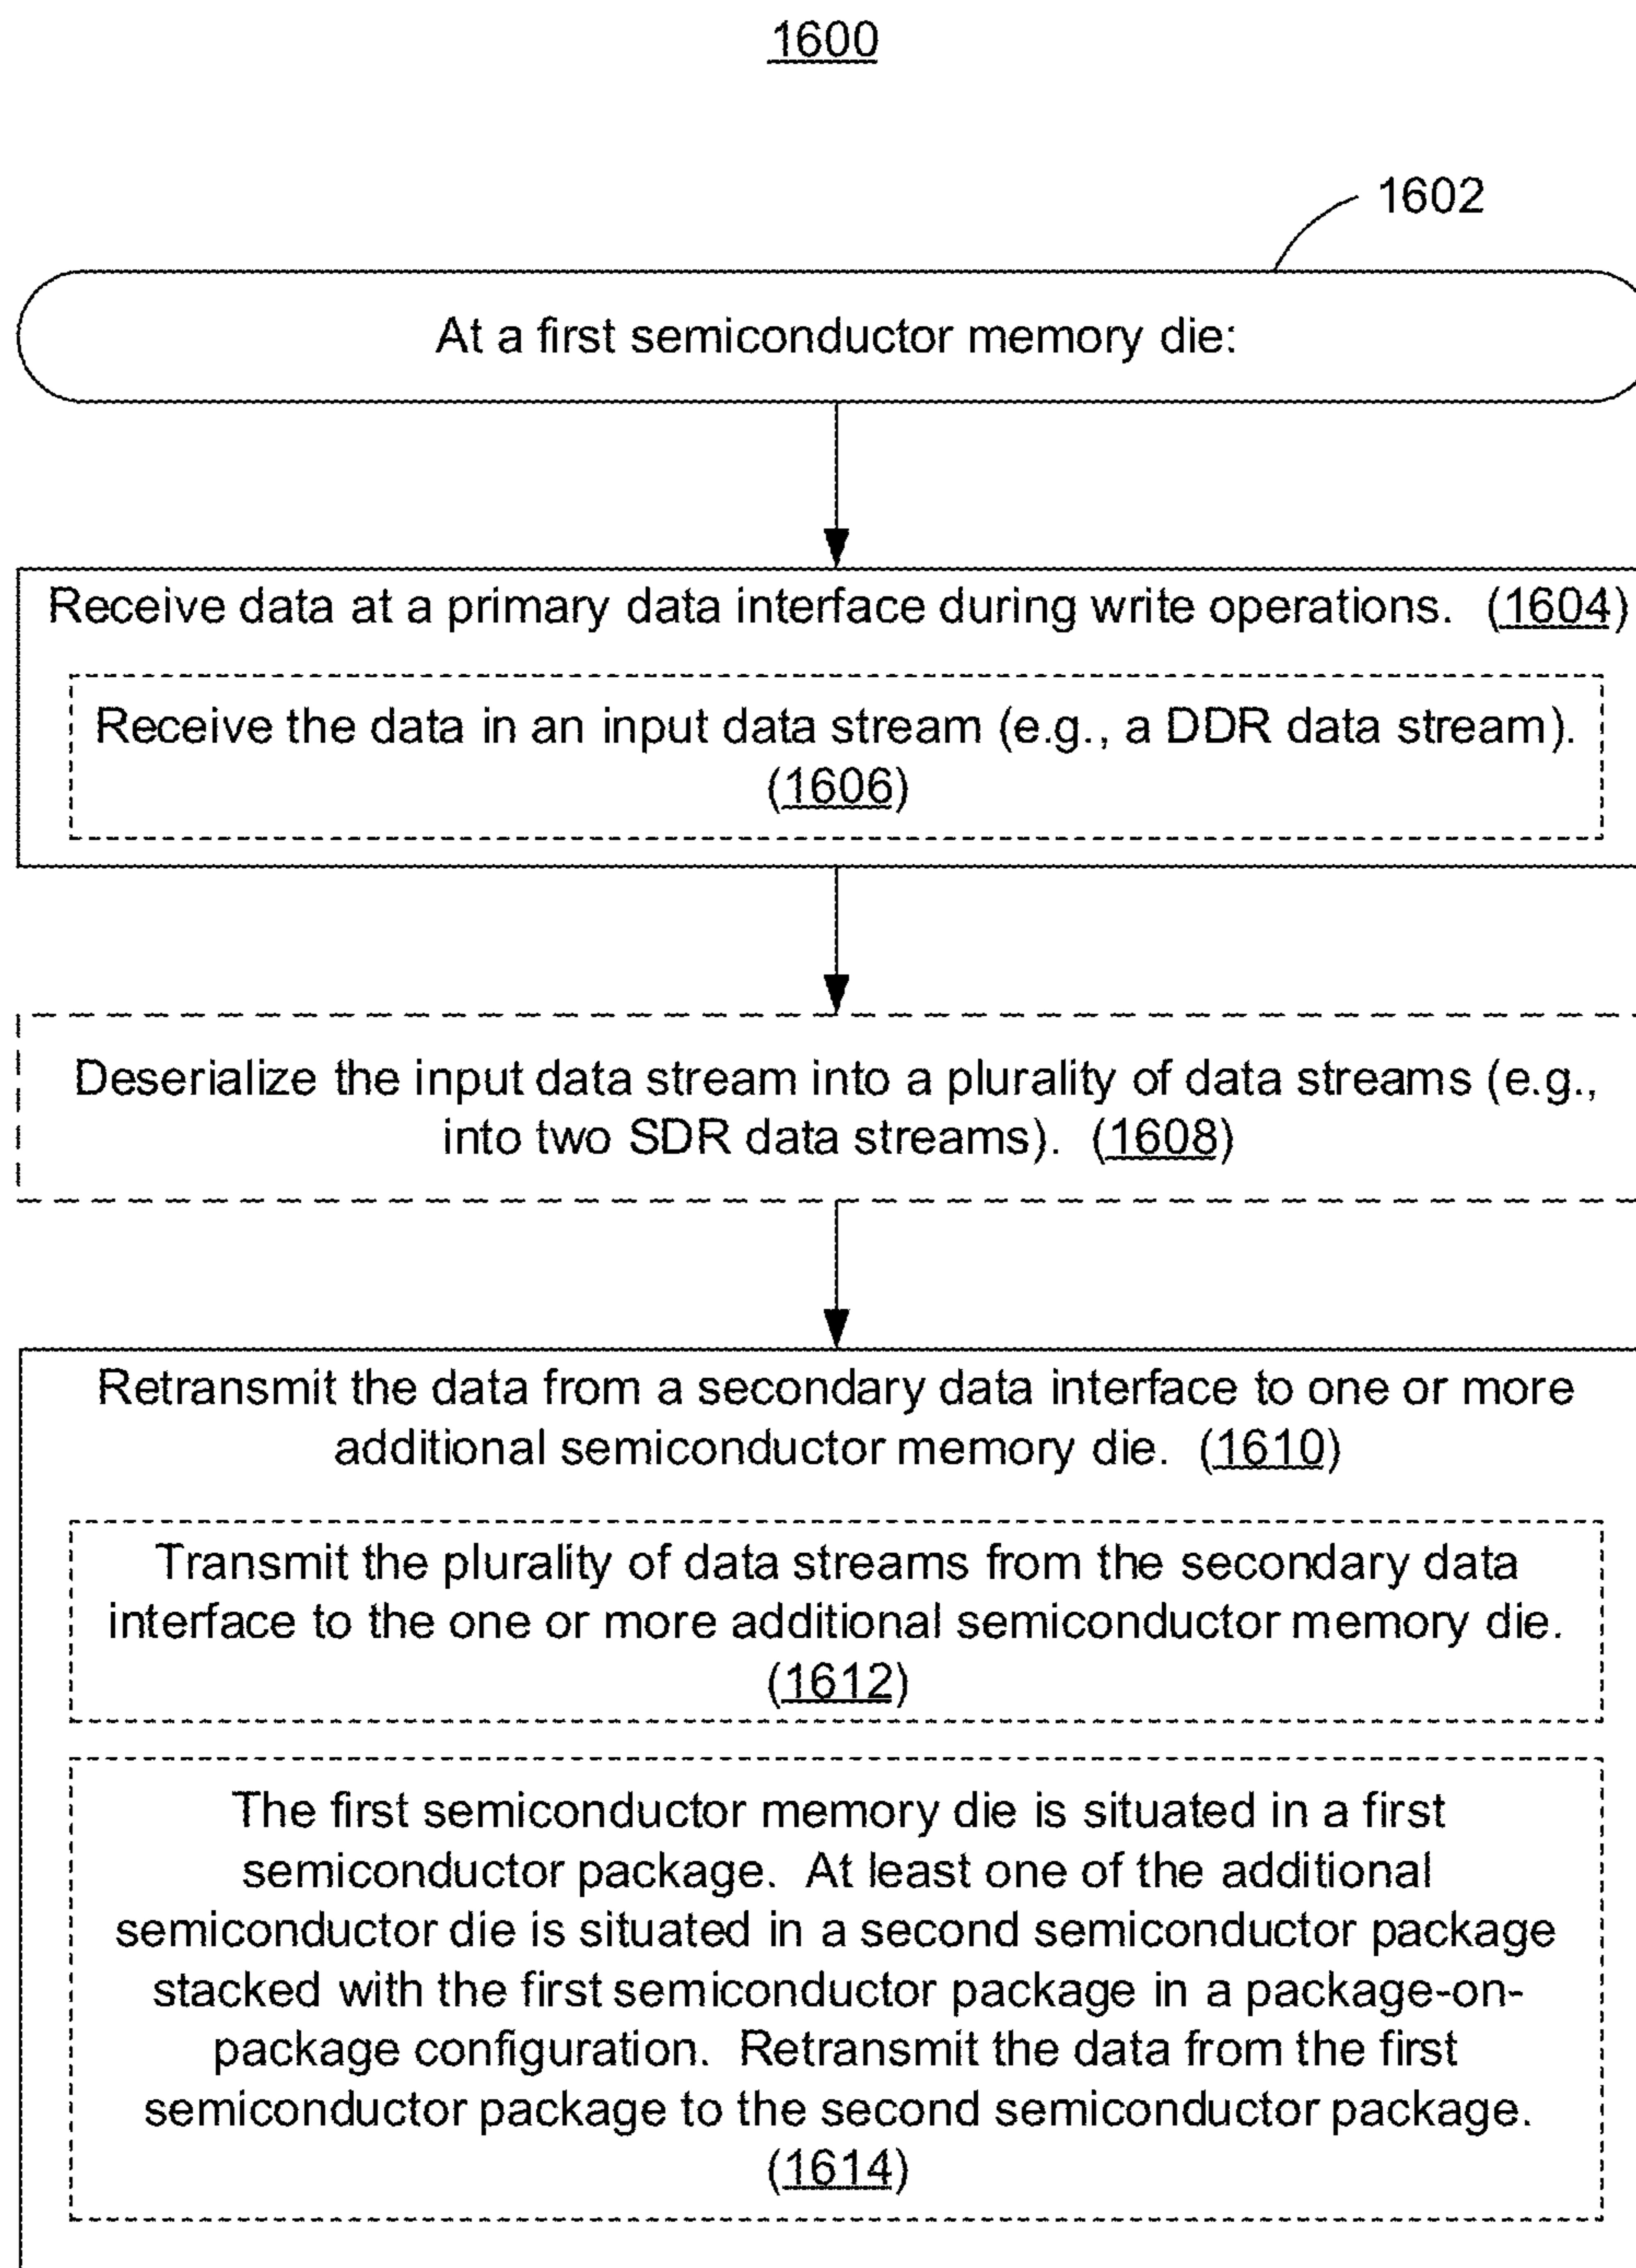 1600
1602
At a first semiconductor memory die:
Receive data at a primary data interface during write operations. (1604)
Receive the data in an input data stream (e.g., a DDR data stream).
(1606)
Deserialize the input data stream into a plurality of data streams (e.g.,
into two SDR data streams). (1608)
Retransmit the data from a secondary data interface to one or more
additional semiconductor memory die. (1610)
Transmit the plurality of data streams from the secondary data
interface to the one or more additional semiconductor memory die.
(1612)
The first semiconductor memory die is situated in a first
semiconductor package. At least one of the additional
semiconductor die is situated in a second semiconductor package
stacked with the first semiconductor package in a package-on-
package configuration. Retransmit the data from the first
semiconductor package to the second semiconductor package.
(1614)